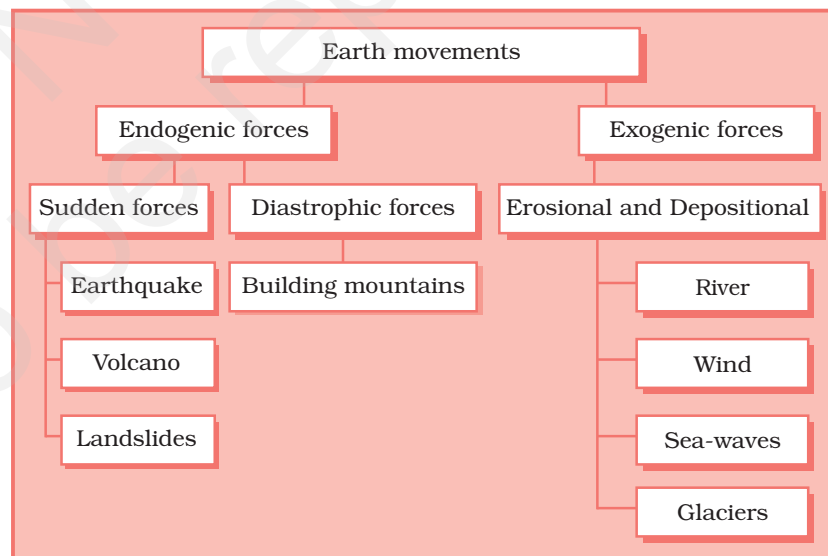 Earth movements
Endogenic forces
Exogenic forces
Sudden forces
Diastrophic forces
Erosional and Depositional
Earthquake
Building mountains
River
Volcano
Wind
Landslides
Sea-waves
Glaciers